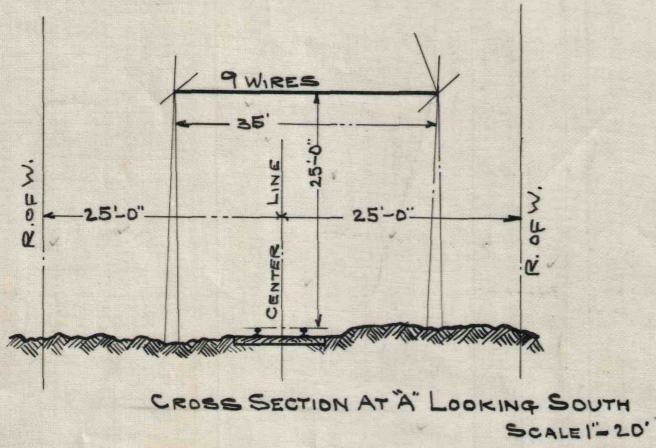 9 WIRES
35'
25'-0"
R. OF W.
25'-0"
CENTER LINE
25'-0"
R. OF W.
CROSS SECTION AT "A" LOOKING SOUTH
SCALE 1"-20'